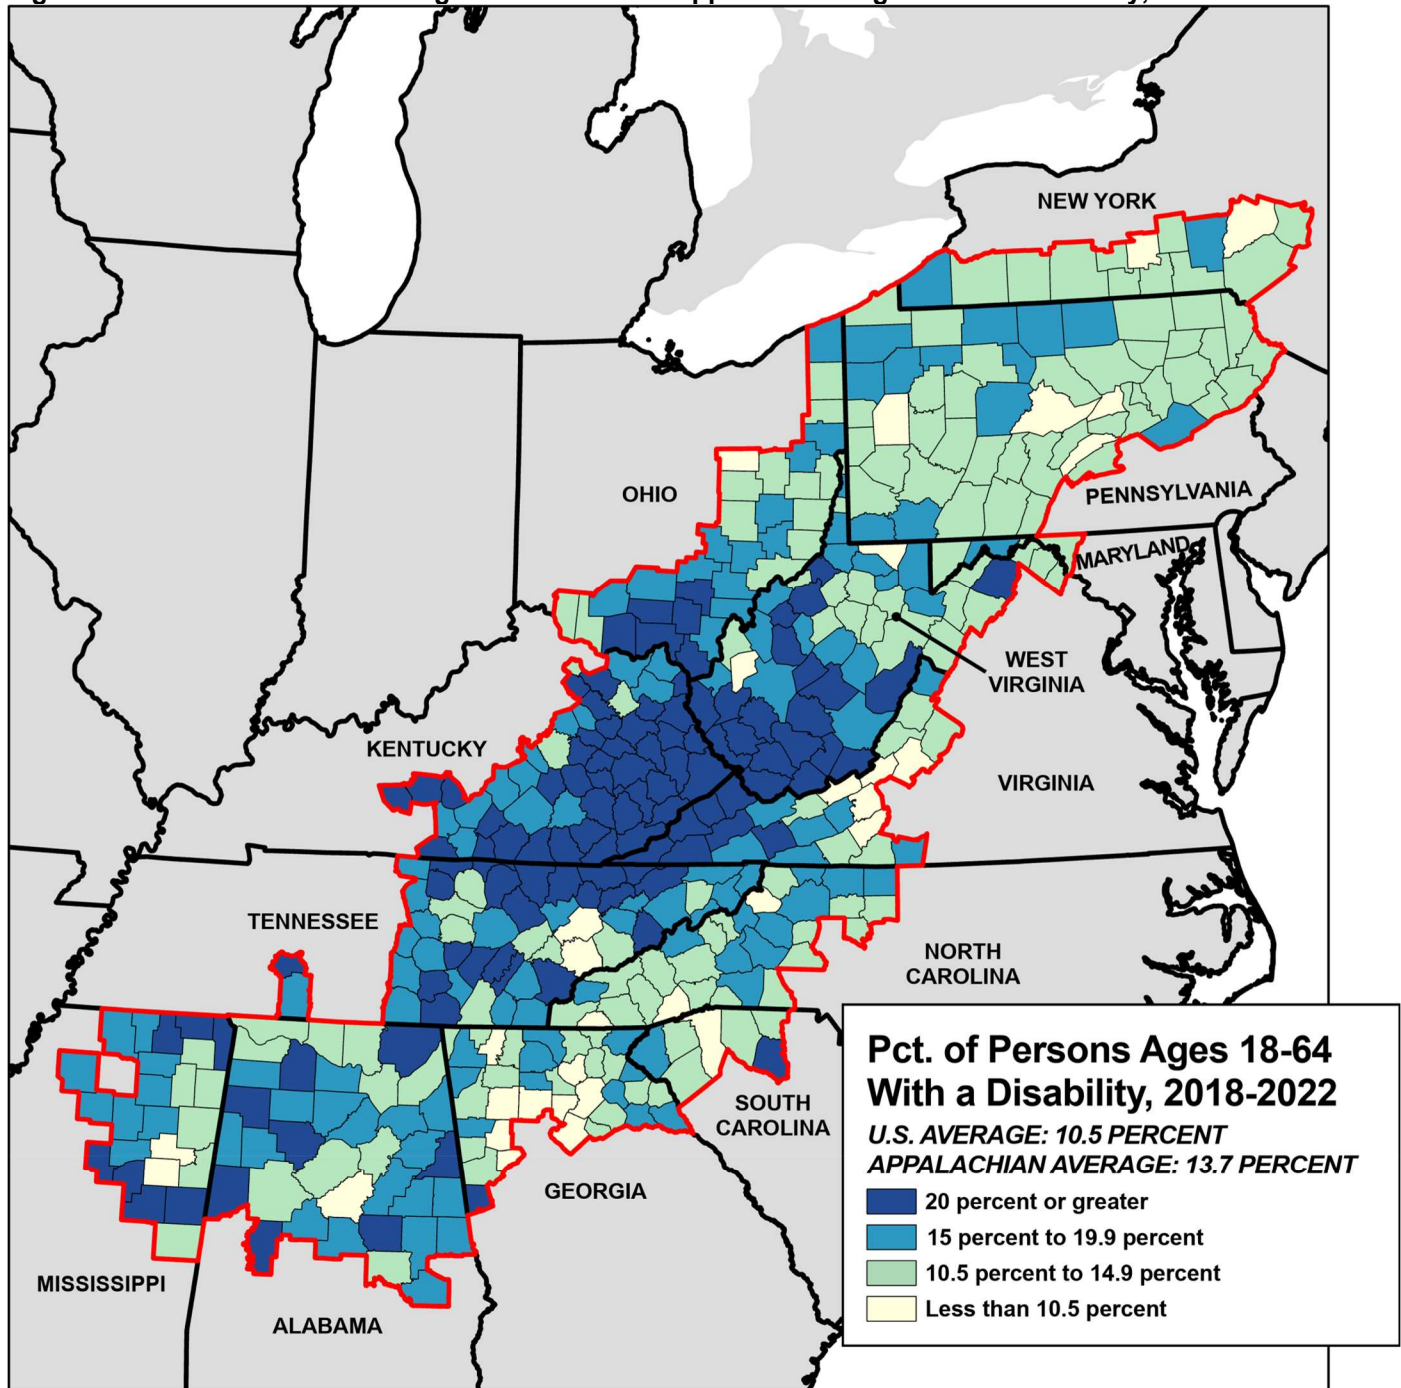 NEW YORK
OHIO
PENNSYLVANIA
MARYLAND
WEST
VIRGINIA
KENTUCKY
VIRGINIA
TENNESSEE
NORTH
CAROLINA
SOUTH
CAROLINA
GEORGIA
MISSISSIPPI
ALABAMA
Pct. of Persons Ages 18-64
With a Disability, 2018-2022
U.S. AVERAGE: 10.5 PERCENT
APPALACHIAN AVERAGE: 13.7 PERCENT
20 percent or greater
15 percent to 19.9 percent
10.5 percent to 14.9 percent
Less than 10.5 percent